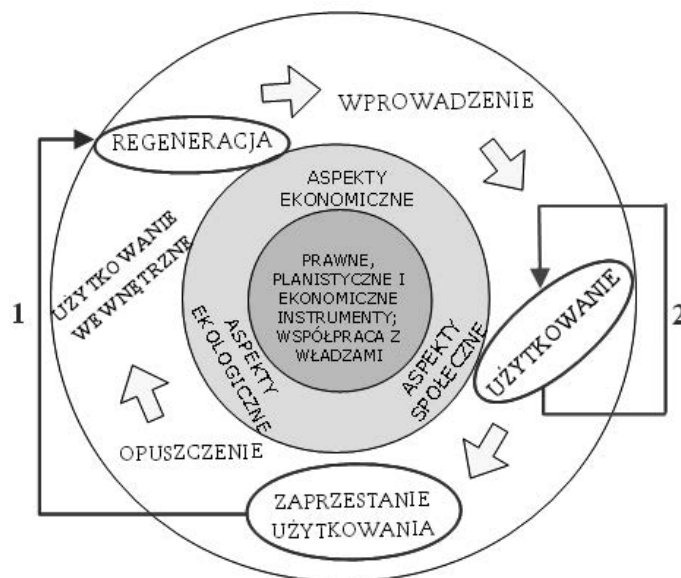 REGENERACJA
WPROWADZENIE
UŻYTKOWANIE
ZAPRZESTANIE
UŻYTKOWANIA
OPUSZCZENIE
UŻYTKOWANIE
WEWNĘTRZNE
ASPEKTY
EKONOMICZNE
ASPEKTY
SPOŁECZNE
ASPEKTY
EKOLOGICZNE
PRAWNE,
PLANISTYCZNE I
EKONOMICZNE
INSTRUMENTY;
WSPÓŁPRACA Z
WŁADZAMI
1
2